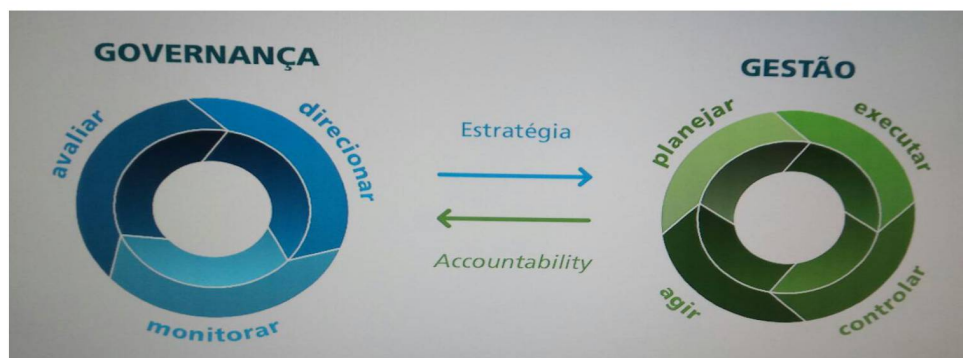 GOVERNANÇA
avaliar
direcionar
monitorar
Estratégia
Accountability
GESTÃO
planejar
executar
agir
controlar